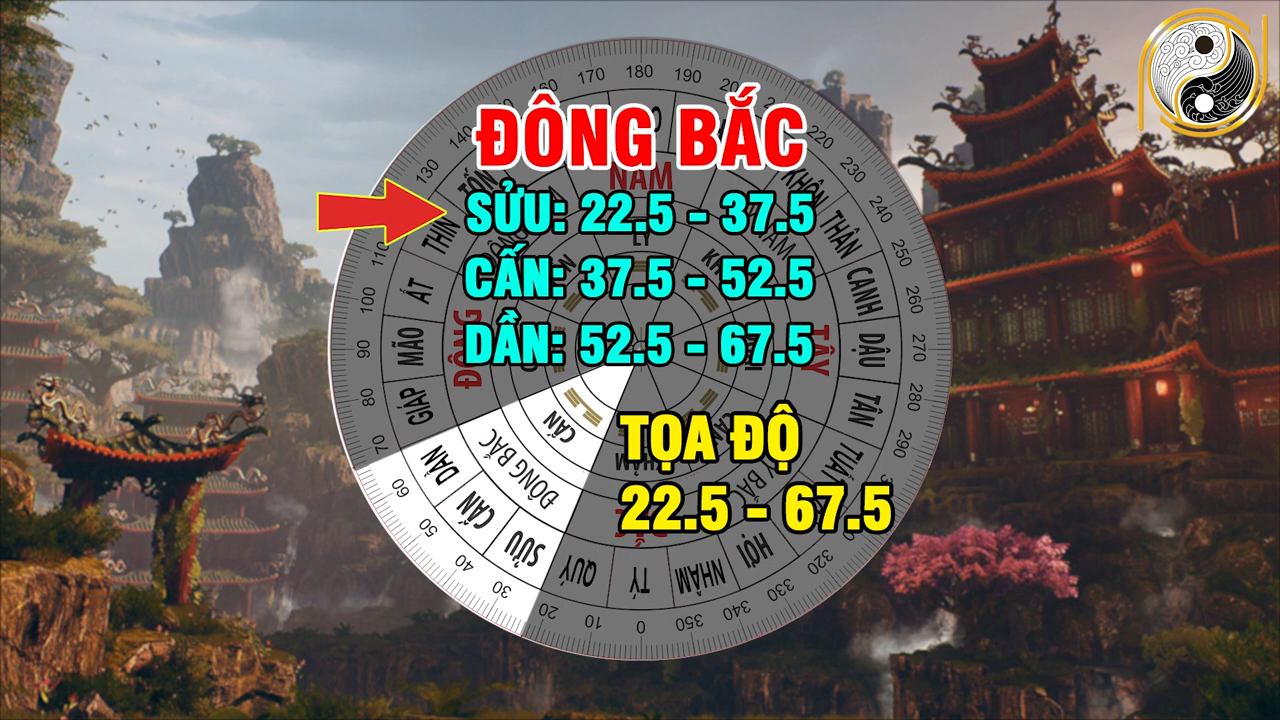 ĐÔNG BẮC
SỬU: 22.5 - 37.5
CẤN: 37.5 - 52.5
DẦN: 52.5 - 67.5
TỌA ĐỘ
22.5 - 67.5
170 180 190
140
130
220
230
240
250
260
270
280
290
320
330
340
350
0
10
20
30
40
50
60
70
80
90
100
110
NAM
TÂY
ĐÔNG
ĐÔNG BẮC
CẤN
THÌN
ẤT
MÃO
GIÁP
DẦN
CẤN
SỬU
QUÝ
TÝ
NHÂM
HỢI
TÂN
DẬU
CANH
THÂN
KHÔN
LY